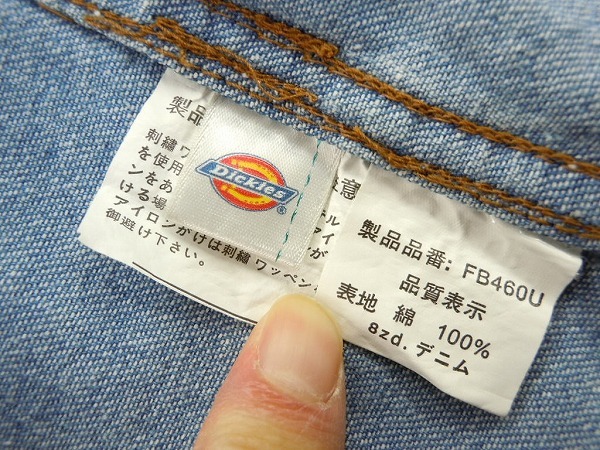 製品
刺繍ワ
を使用
ンをあ
ける場
アイロンがけは刺繍ワッペン
御避け下さい。
Dickies
®
意
製品品番: FB460U
品質表示
表地 綿 100%
8zd. デニム